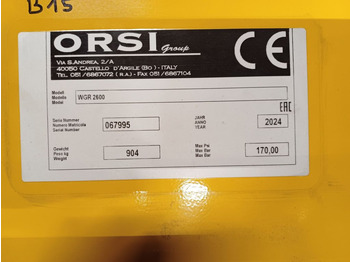 B15
ORSI Group
VIA S.ANDREA, 2/A
40050 CASTELLO D'ARGILE (BO) - ITALY
TEL. 051/6867072 (R.A.) - FAX 051/6867104
CE
Modell
Modello
Model
WGR 2600
EAC
Serie Nummer
Numero Matricola
Serial Number
067995
JAHR
ANNO
YEAR
2024
Gewicht
Peso kg
Weight
904
Max Bar
Max Bar
170,00